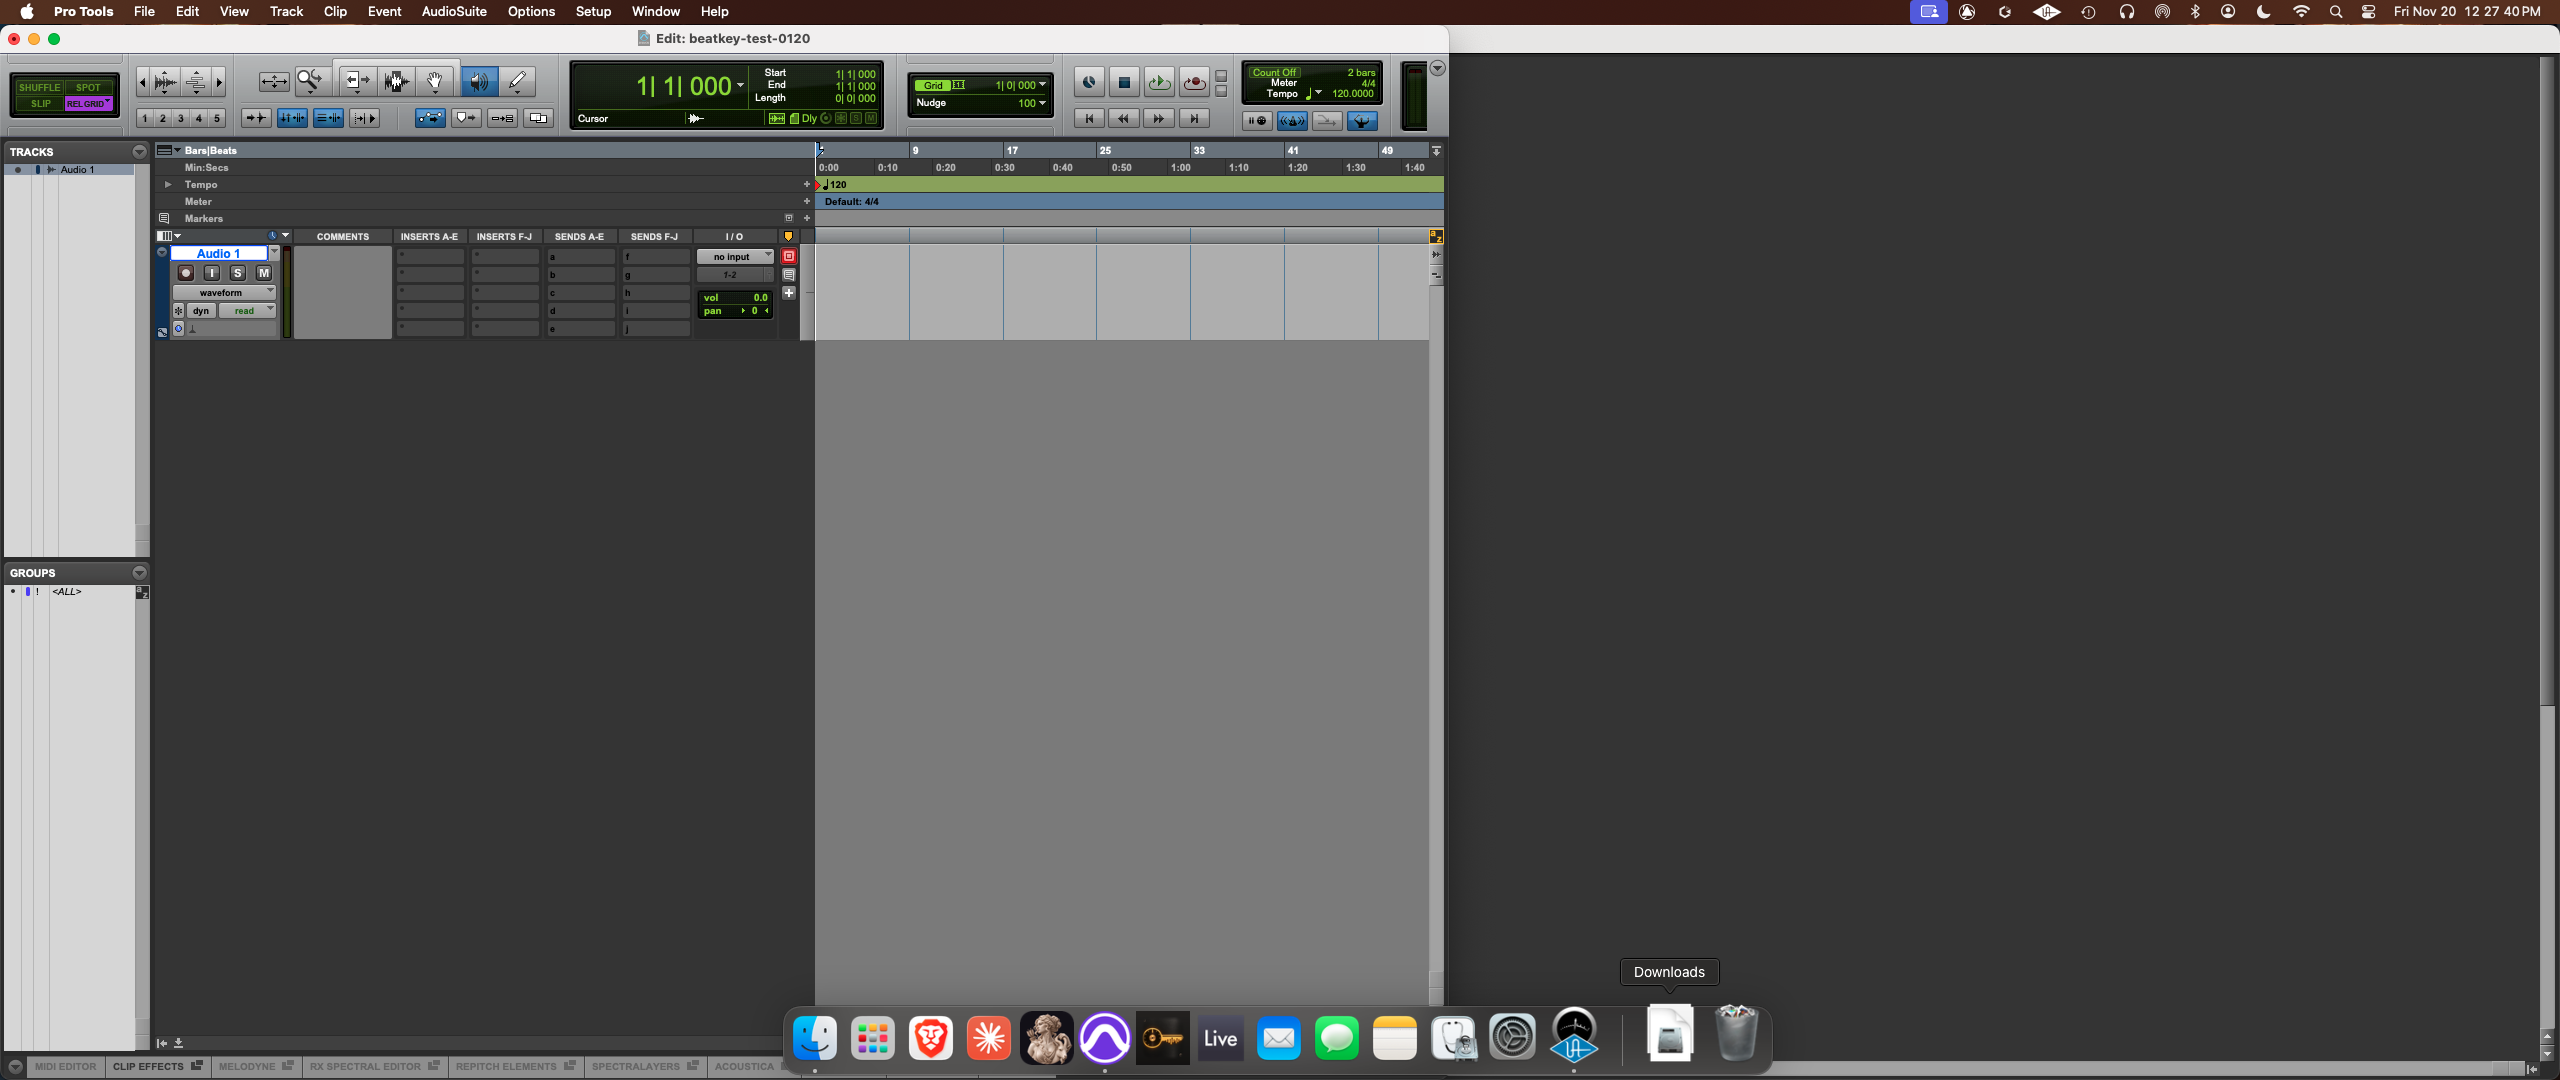 Pro Tools File Edit View Track Clip Event AudioSuite Options Setup Window Help Fri Nov 20 12 27 40 PM
Edit: beatkey-test-0120
SHUFFLE SPOT
SLIP REL GRID
1 2 3 4 5
1| 1| 000
Start 1| 1| 000
End 1| 1| 000
Length 0| 0| 000
Cursor Dly S M
Grid 1| 0| 000
Nudge 100
Count Off 2 bars
Meter 4/4
Tempo 120.0000
TRACKS
Audio 1
GROUPS
! <ALL>
a z
Bars|Beats 9 17 25 33 41 49
Min:Secs 0:00 0:10 0:20 0:30 0:40 0:50 1:00 1:10 1:20 1:30 1:40
Tempo + 120
Meter + Default: 4/4
Markers +
COMMENTS INSERTS A-E INSERTS F-J SENDS A-E SENDS F-J I / O
a z
Audio 1
I S M
waveform
dyn read
a f
b g
c h
d i
e j
no input
1-2
vol 0.0
pan 0
Downloads
Live
MIDI EDITOR CLIP EFFECTS MELODYNE RX SPECTRAL EDITOR REPITCH ELEMENTS SPECTRALAYERS ACOUSTICA